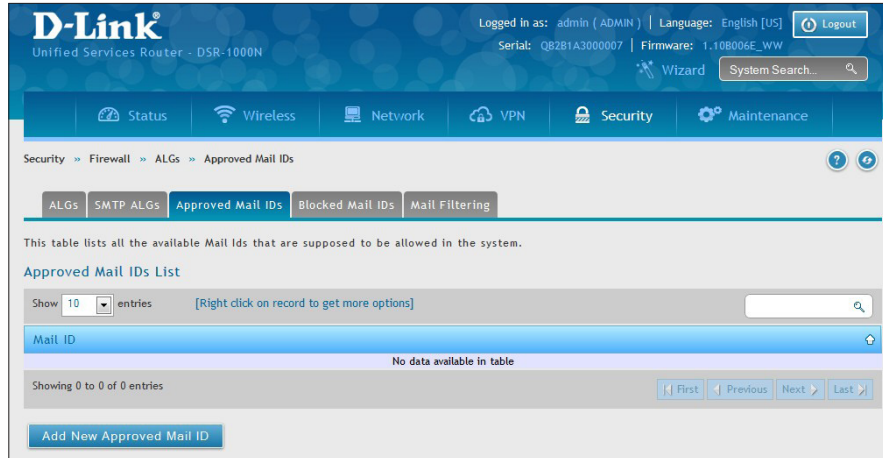 D-Link®
Unified Services Router - DSR-1000N
Logged in as: admin ( ADMIN ) | Language: English [US] Logout
Serial: QB2B1A3000007 | Firmware: 1.10B006E_WW
Wizard System Search...
Status Wireless Network VPN Security Maintenance
Security » Firewall » ALGs » Approved Mail IDs ?
ALGs SMTP ALGs Approved Mail IDs Blocked Mail IDs Mail Filtering
This table lists all the available Mail Ids that are supposed to be allowed in the system.
Approved Mail IDs List
Show 10 entries [Right click on record to get more options]
Mail ID
No data available in table
Showing 0 to 0 of 0 entries First Previous Next Last
Add New Approved Mail ID